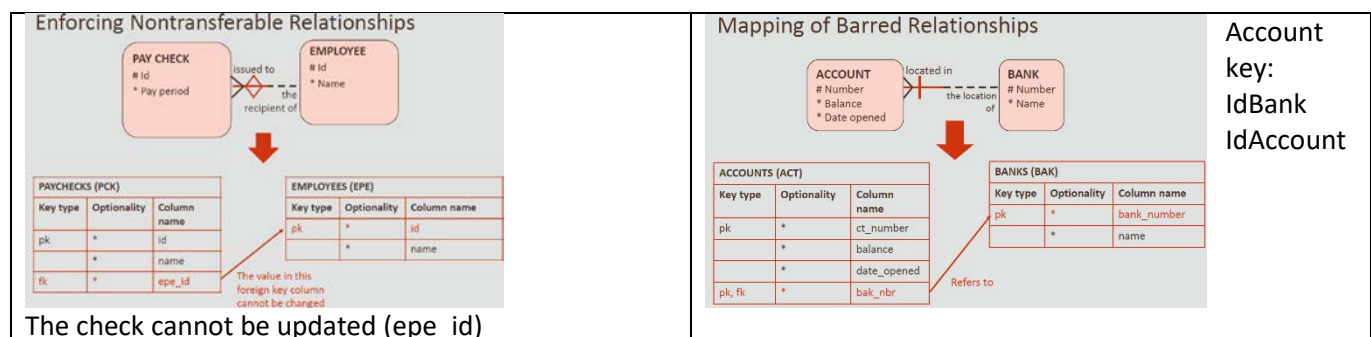 Enforcing Nontransferable Relationships
PAY CHECK
# Id
* Pay period
issued to
the
recipient of
EMPLOYEE
# Id
* Name
PAYCHECKS (PCK)
Key type Optionality Column name
pk * id
* name
fk * epe_id
EMPLOYEES (EPE)
Key type Optionality Column name
pk * id
* name
The value in this
foreign key column
cannot be changed
The check cannot be updated (epe_id)
Mapping of Barred Relationships
ACCOUNT
# Number
* Balance
* Date opened
located in
the location
of
BANK
# Number
* Name
ACCOUNTS (ACT)
Key type Optionality Column name
pk * ct_number
* balance
* date_opened
pk, fk * bak_nbr
Refers to
BANKS (BAK)
Key type Optionality Column name
pk * bank_number
* name
Account
key:
IdBank
IdAccount